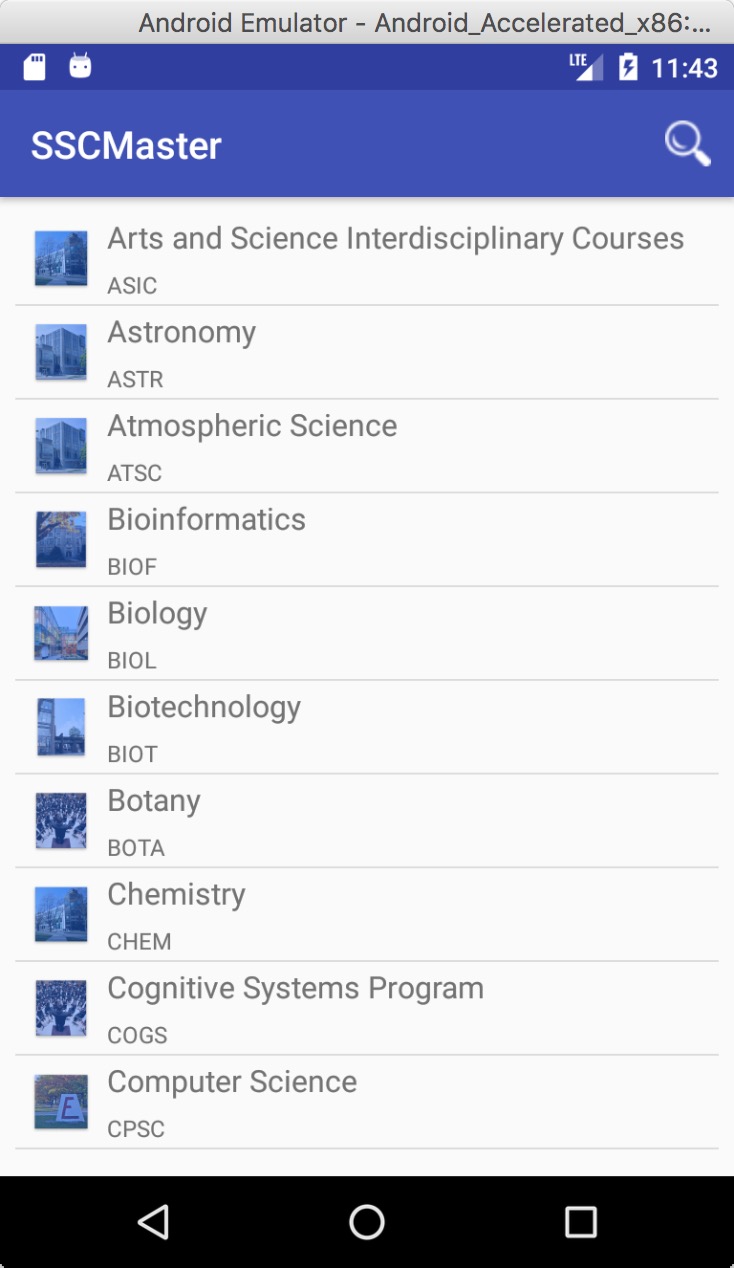 Android Emulator - Android_Accelerated_x86:...
LTE 11:43
SSCMaster
Arts and Science Interdisciplinary Courses
ASIC
Astronomy
ASTR
Atmospheric Science
ATSC
Bioinformatics
BIOF
Biology
BIOL
Biotechnology
BIOT
Botany
BOTA
Chemistry
CHEM
Cognitive Systems Program
COGS
E
Computer Science
CPSC